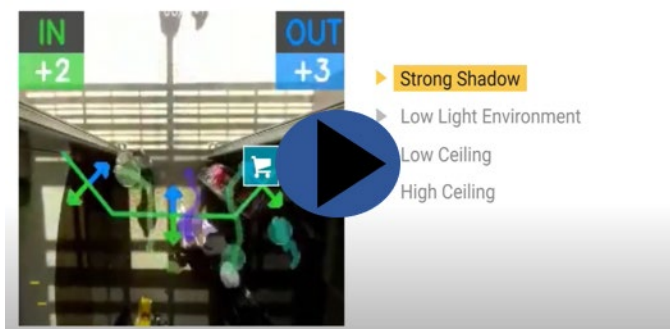 IN
OUT
+2
+3
Strong Shadow
Low Light Environment
Low Ceiling
High Ceiling